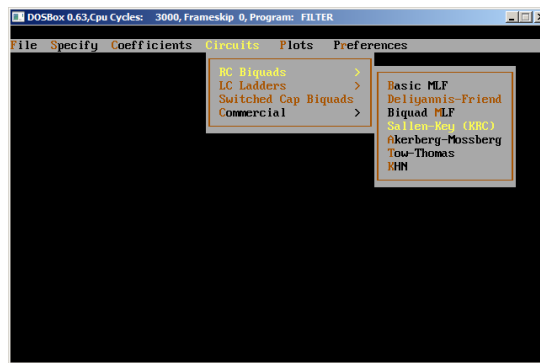 DOSBox 0.63,Cpu Cycles: 3000, Frameskip 0, Program: FILTER
File Specify Coefficients Circuits Plots Preferences
RC Biquads >
LC Ladders >
Switched Cap Biquads
Commercial >
Basic MLF
Deliyannis-Friend
Biquad MLF
Sallen-Key (KRC)
Akerberg-Mossberg
Tow-Thomas
KHN